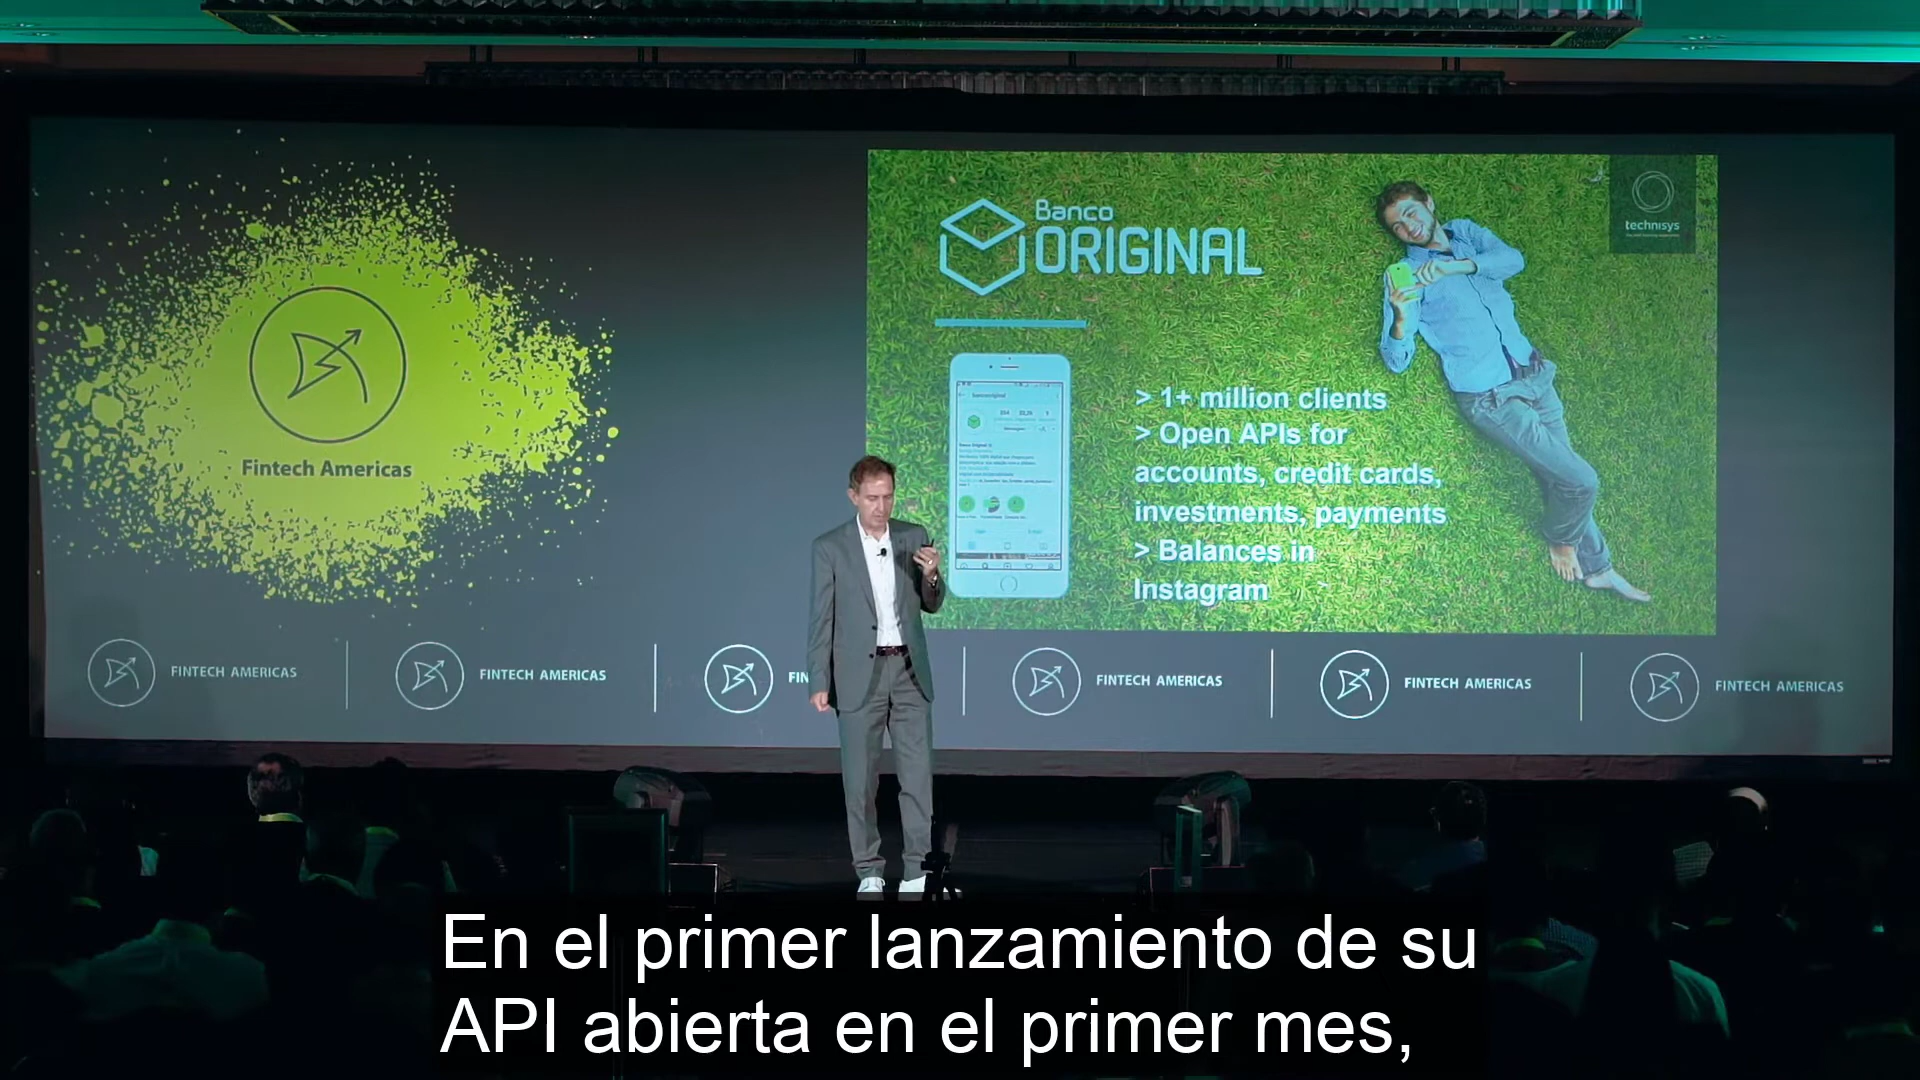 Fintech Americas
Banco
ORIGINAL
technisys
> 1+ million clients
> Open APIs for
accounts, credit cards,
investments, payments
> Balances in
Instagram
FINTECH AMERICAS
FINTECH AMERICAS
FIN
FINTECH AMERICAS
FINTECH AMERICAS
FINTECH AMERICAS
En el primer lanzamiento de su
API abierta en el primer mes,